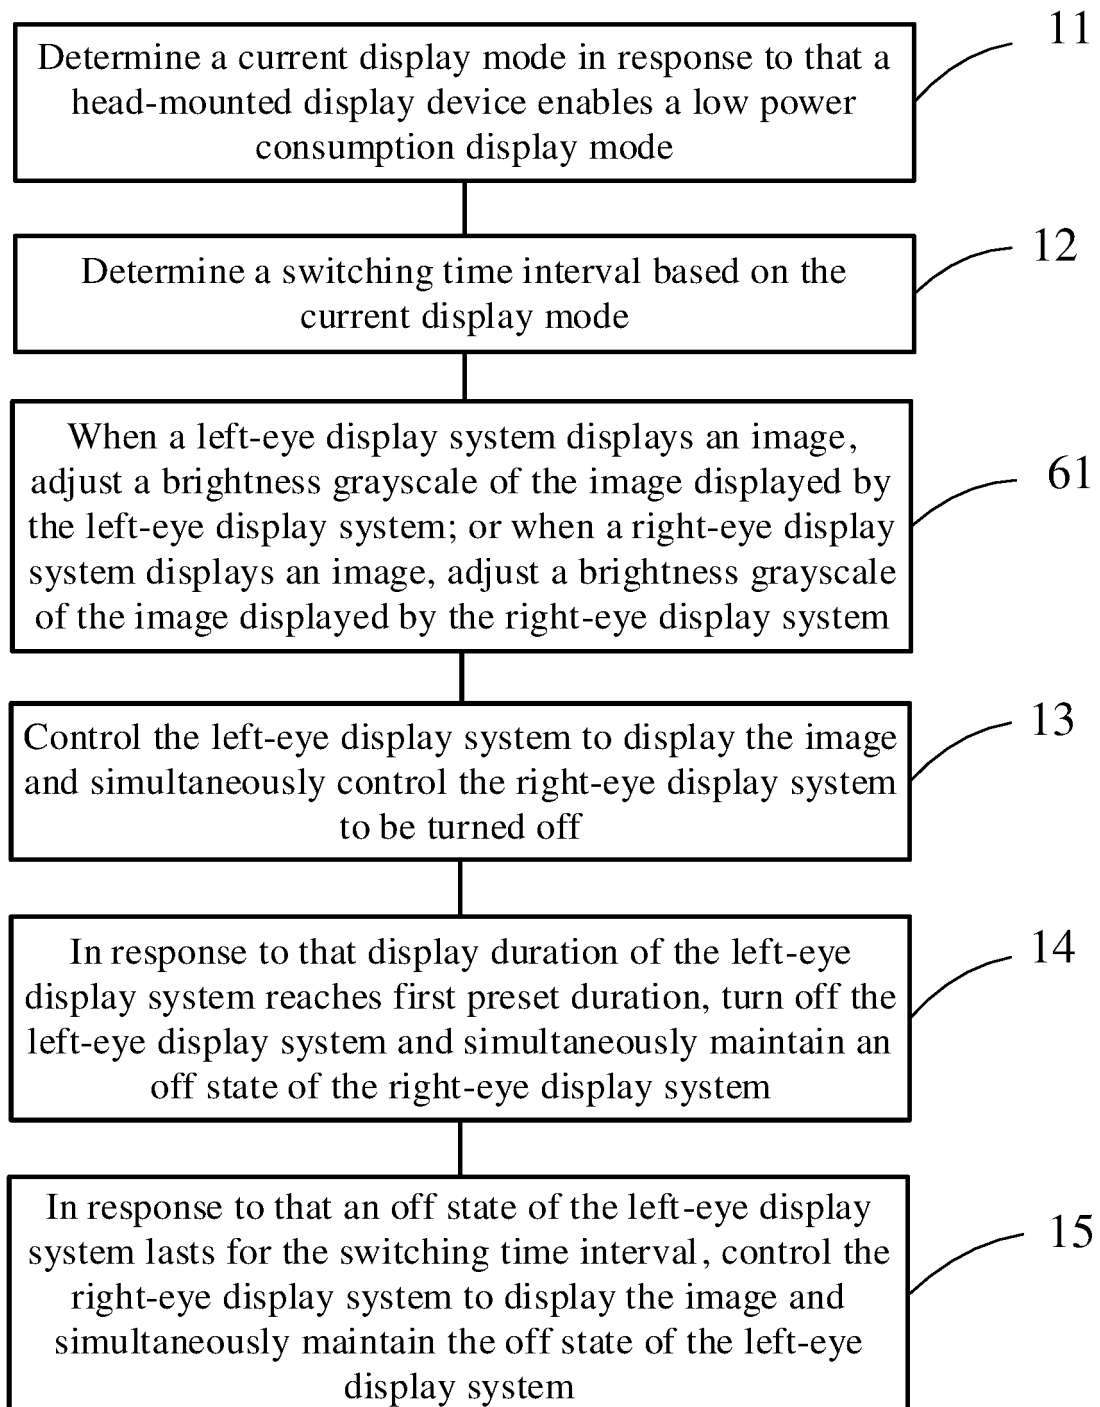 11
Determine a current display mode in response to that a
head-mounted display device enables a low power
consumption display mode
12
Determine a switching time interval based on the
current display mode
When a left-eye display system displays an image,
adjust a brightness grayscale of the image displayed by
the left-eye display system; or when a right-eye display
system displays an image, adjust a brightness grayscale
of the image displayed by the right-eye display system
61
Control the left-eye display system to display the image
and simultaneously control the right-eye display system
to be turned off
13
In response to that display duration of the left-eye
display system reaches first preset duration, turn off the
left-eye display system and simultaneously maintain an
off state of the right-eye display system
14
In response to that an off state of the left-eye display
system lasts for the switching time interval, control the
right-eye display system to display the image and
simultaneously maintain the off state of the left-eye
display system
15